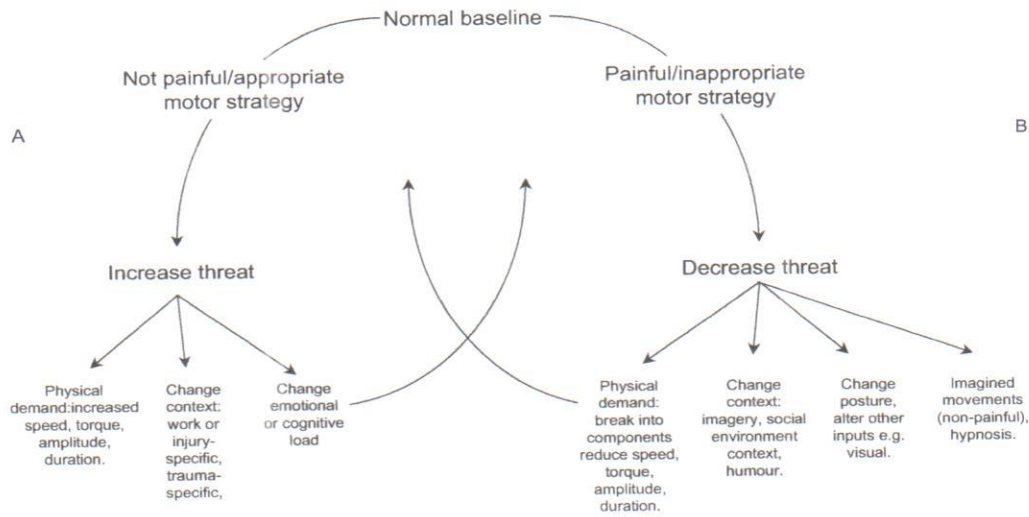 Normal baseline
Not painful/appropriate
motor strategy
Painful/inappropriate
motor strategy
A
B
Increase threat
Decrease threat
Physical
demand:increased
speed, torque,
amplitude,
duration.
Change
context:
work or
injury-
specific,
trauma-
specific,
Change
emotional
or cognitive
load
Physical
demand:
break into
components
reduce speed,
torque,
amplitude,
duration.
Change
context:
imagery, social
environment
context,
humour.
Change
posture,
alter other
inputs e.g.
visual.
Imagined
movements
(non-painful),
hypnosis.